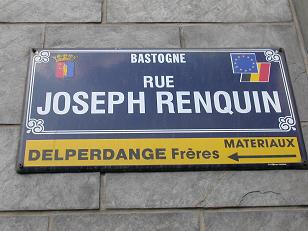 BASTOGNE
RUE
JOSEPH RENQUIN
MATERIAUX
DELPERDANGE Frères